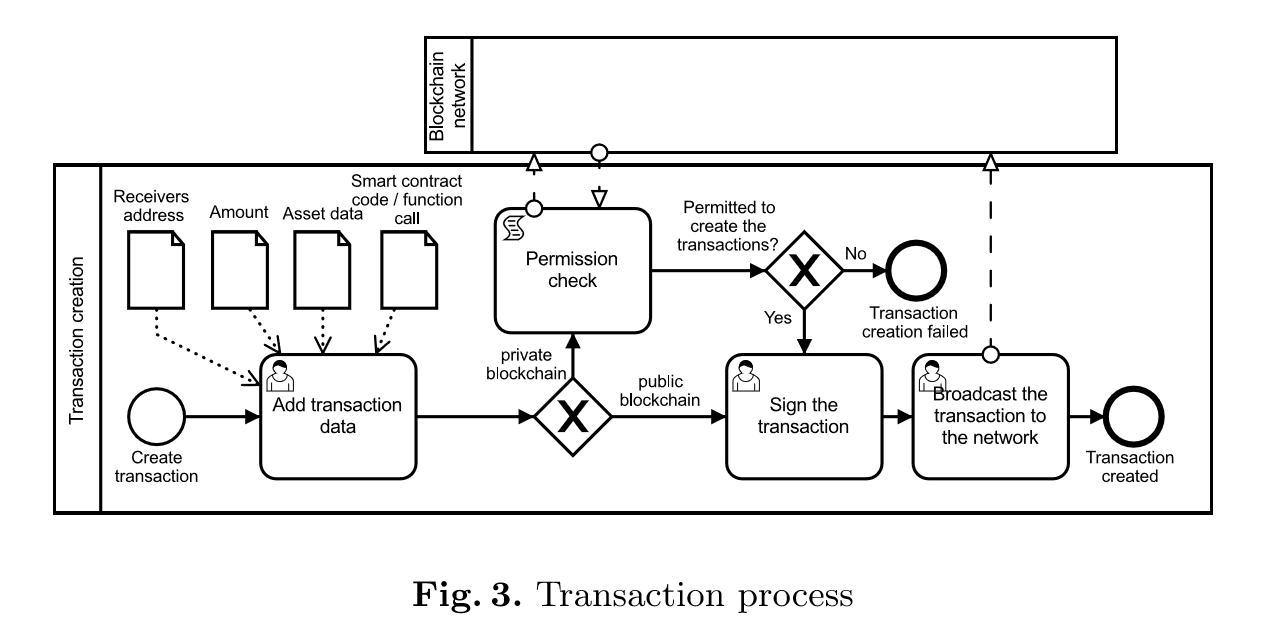 Blockchain
network
Transaction creation
Receivers
address
Amount
Asset data
Smart contract
code / function
call
Permission
check
Permitted to
create the
transactions?
No
Transaction
creation failed
Yes
private
blockchain
public
blockchain
Create
transaction
Add transaction
data
Sign the
transaction
Broadcast the
transaction to
the network
Transaction
created
Fig. 3. Transaction process